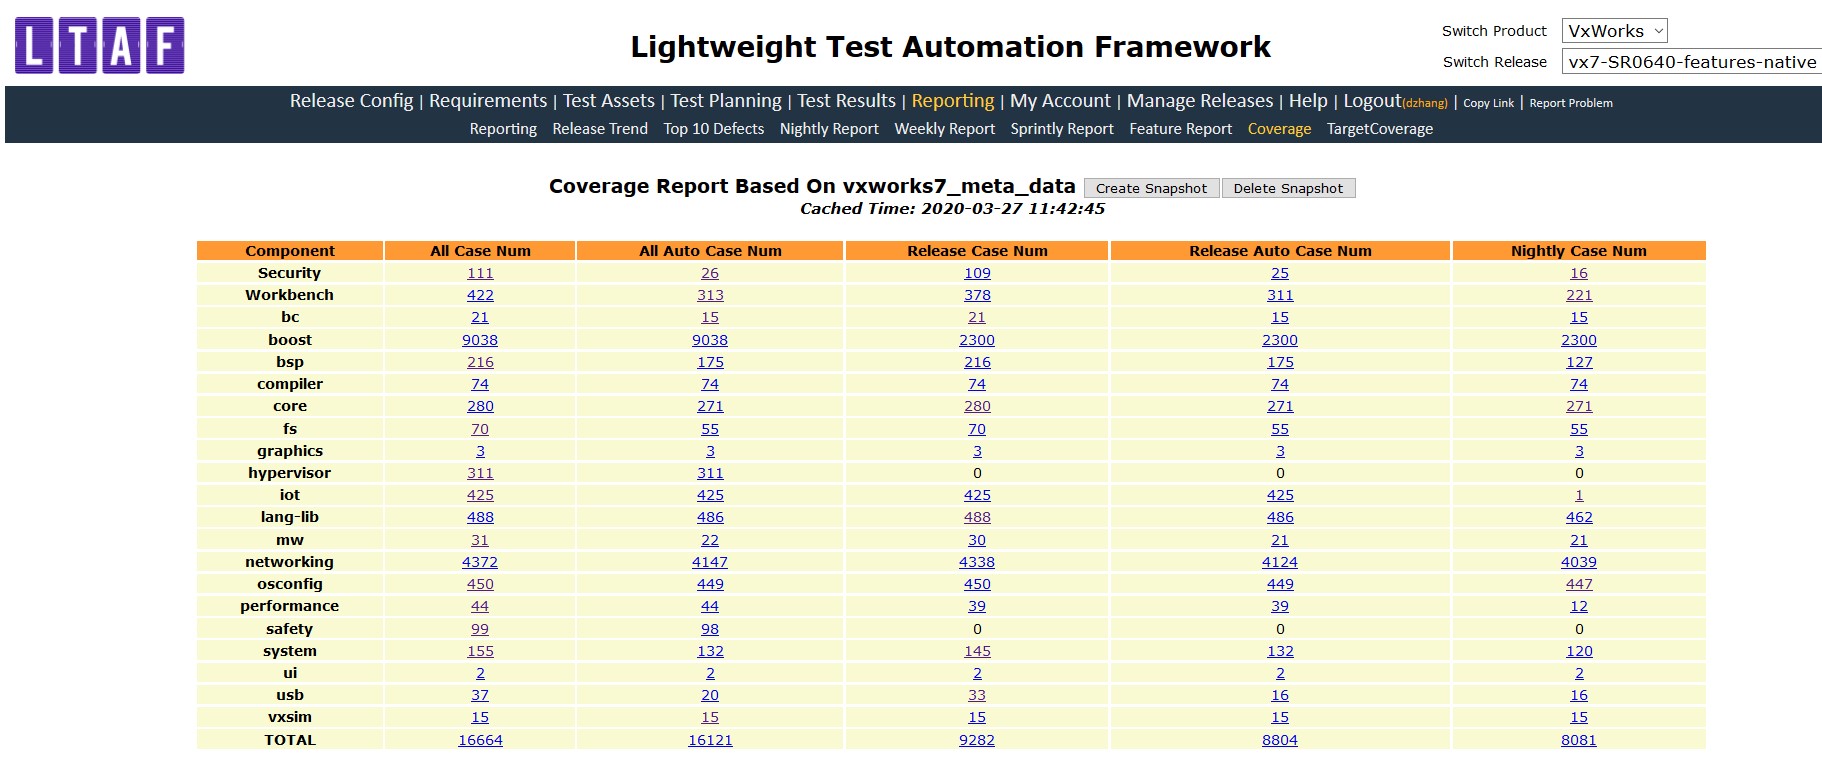 LTAF
Lightweight Test Automation Framework
Switch Product VxWorks
Switch Release vx7-SR0640-features-native
Release Config | Requirements | Test Assets | Test Planning | Test Results | Reporting | My Account | Manage Releases | Help | Logout(dzhang) | Copy Link | Report Problem
Reporting Release Trend Top 10 Defects Nightly Report Weekly Report Sprintly Report Feature Report Coverage TargetCoverage
Coverage Report Based On vxworks7_meta_data Create Snapshot Delete Snapshot
Cached Time: 2020-03-27 11:42:45
Component All Case Num All Auto Case Num Release Case Num Release Auto Case Num Nightly Case Num
Security 111 26 109 25 16
Workbench 422 313 378 311 221
bc 21 15 21 15 15
boost 9038 9038 2300 2300 2300
bsp 216 175 216 175 127
compiler 74 74 74 74 74
core 280 271 280 271 271
fs 70 55 70 55 55
graphics 3 3 3 3 3
hypervisor 311 311 0 0 0
iot 425 425 425 425 1
lang-lib 488 486 488 486 462
mw 31 22 30 21 21
networking 4372 4147 4338 4124 4039
osconfig 450 449 450 449 447
performance 44 44 39 39 12
safety 99 98 0 0 0
system 155 132 145 132 120
ui 2 2 2 2 2
usb 37 20 33 16 16
vxsim 15 15 15 15 15
TOTAL 16664 16121 9282 8804 8081